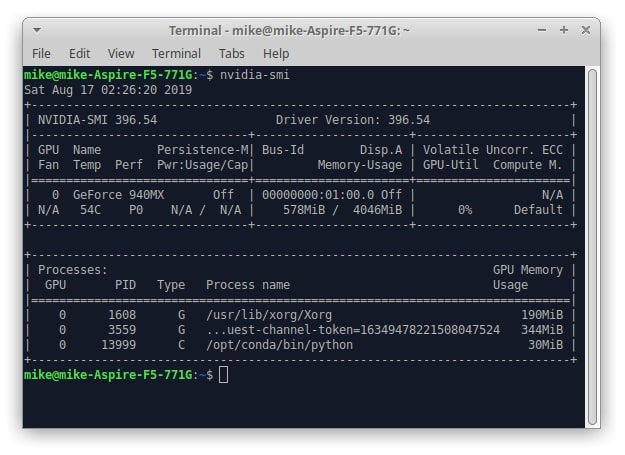 Terminal - mike@mike-Aspire-F5-771G: ~
File Edit View Terminal Tabs Help
mike@mike-Aspire-F5-771G:~$ nvidia-smi
Sat Aug 17 02:26:20 2019
+-----------------------------------------------------------------------------+
| NVIDIA-SMI 396.54                 Driver Version: 396.54                    |
|-------------------------------+----------------------+----------------------+
| GPU  Name        Persistence-M| Bus-Id        Disp.A | Volatile Uncorr. ECC |
| Fan  Temp  Perf  Pwr:Usage/Cap|         Memory-Usage | GPU-Util  Compute M. |
|===============================+======================+======================|
|   0  GeForce 940MX       Off  | 00000000:01:00.0 Off |                  N/A |
| N/A   54C    P0    N/A /  N/A |    578MiB /  4046MiB |      0%      Default |
+-------------------------------+----------------------+----------------------+

+-----------------------------------------------------------------------------+
| Processes:                                                       GPU Memory |
|  GPU       PID   Type   Process name                             Usage      |
|=============================================================================|
|    0      1608      G   /usr/lib/xorg/Xorg                           190MiB |
|    0      3559      G   ...uest-channel-token=16349478221508047524   344MiB |
|    0     13999      C   /opt/conda/bin/python                         30MiB |
+-----------------------------------------------------------------------------+
mike@mike-Aspire-F5-771G:~$